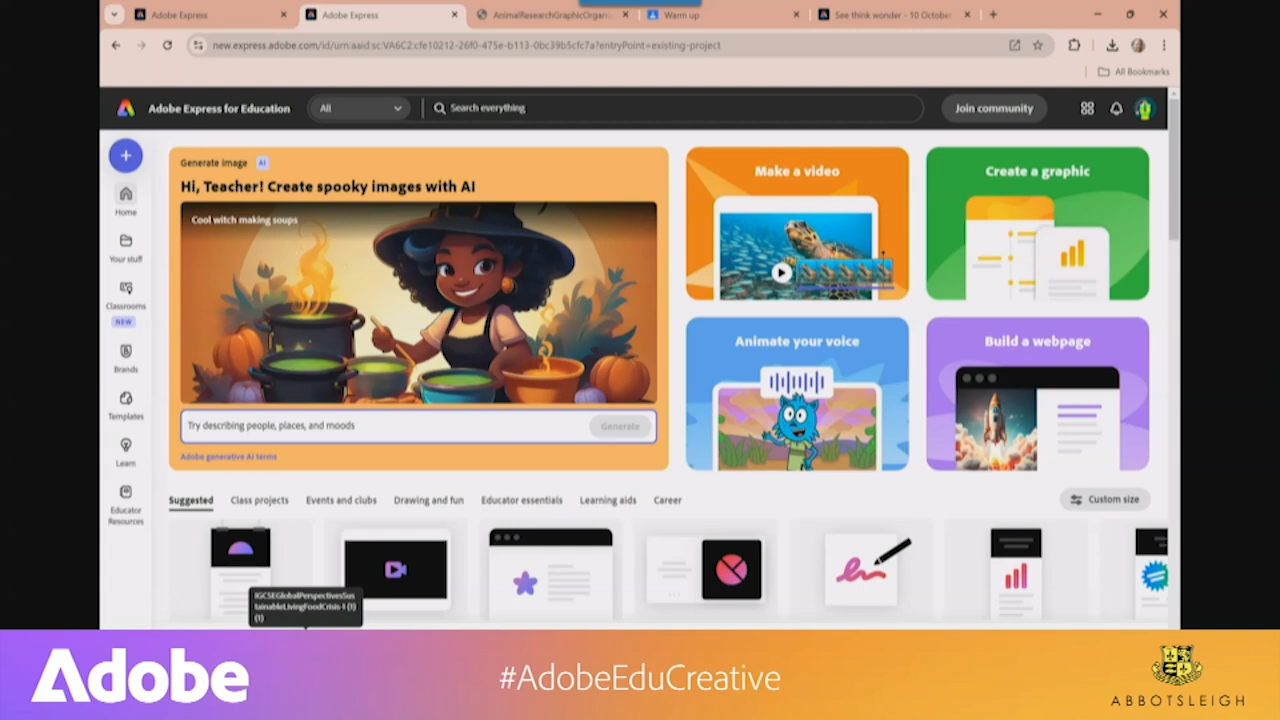 Adobe Express
Adobe Express
AnimalResearchGraphicOrgani
Warm up
See think wonder - 10 October
new.express.adobe.com/id/urn:aaid:sc:VA6C2:cfe10212-26f0-475e-b113-0bc39b5cfc7a?entryPoint=existing-project
All Bookmarks
Adobe Express for Education
All
Search everything
Join community
Home
Your stuff
Classrooms
NEW
Brands
Templates
Learn
Educator
Resources
Generate image AI
Hi, Teacher! Create spooky images with AI
Cool witch making soups
Try describing people, places, and moods
Generate
Adobe generative AI terms
Make a video
Create a graphic
Animate your voice
Build a webpage
Suggested Class projects Events and clubs Drawing and fun Educator essentials Learning aids Career
Custom size
IGCSEGlobalPerspectivesSus
tainableLivingFoodCrisis-1 (1)
(1)
Adobe
#AdobeEduCreative
ABBOTSLEIGH